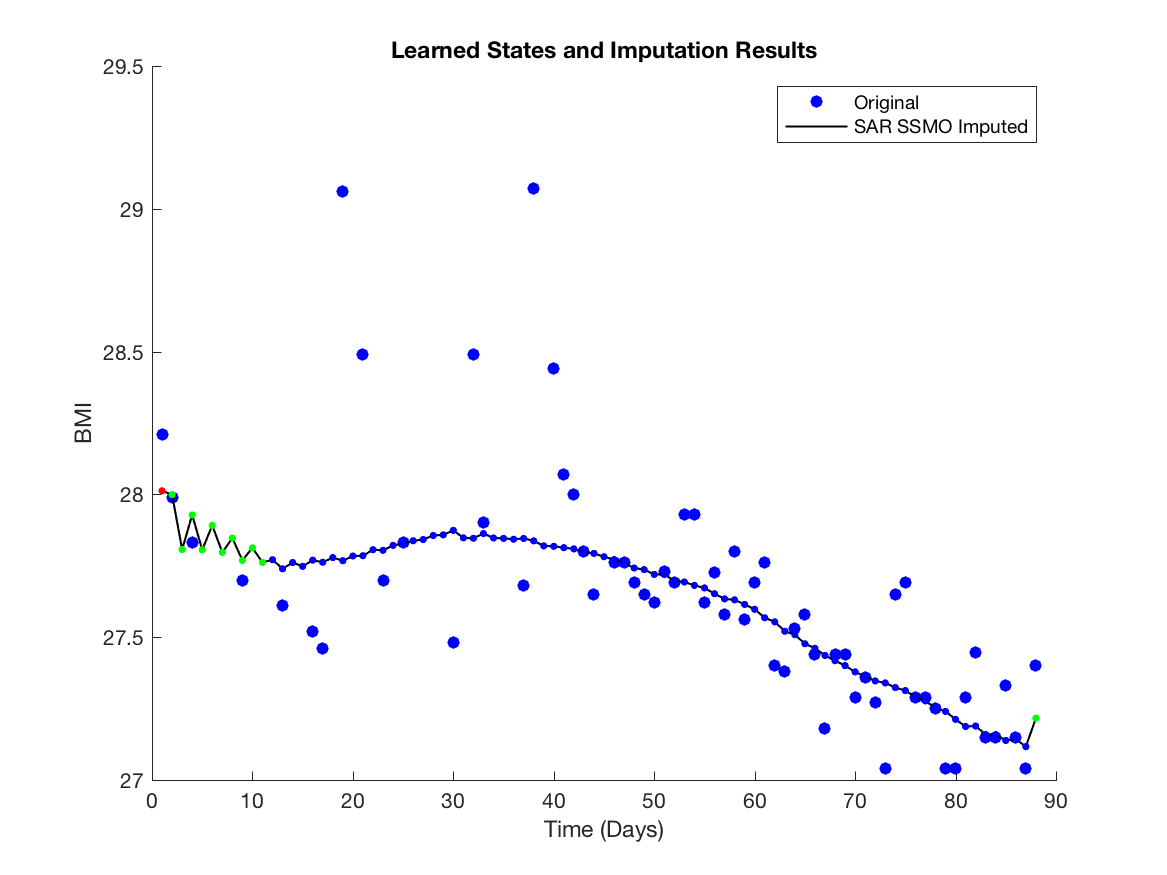 Learned States and Imputation Results
29.5
29
28.5
28
27.5
27
BMI
Original
SAR SSMO Imputed
0 10 20 30 40 50 60 70 80 90
Time (Days)